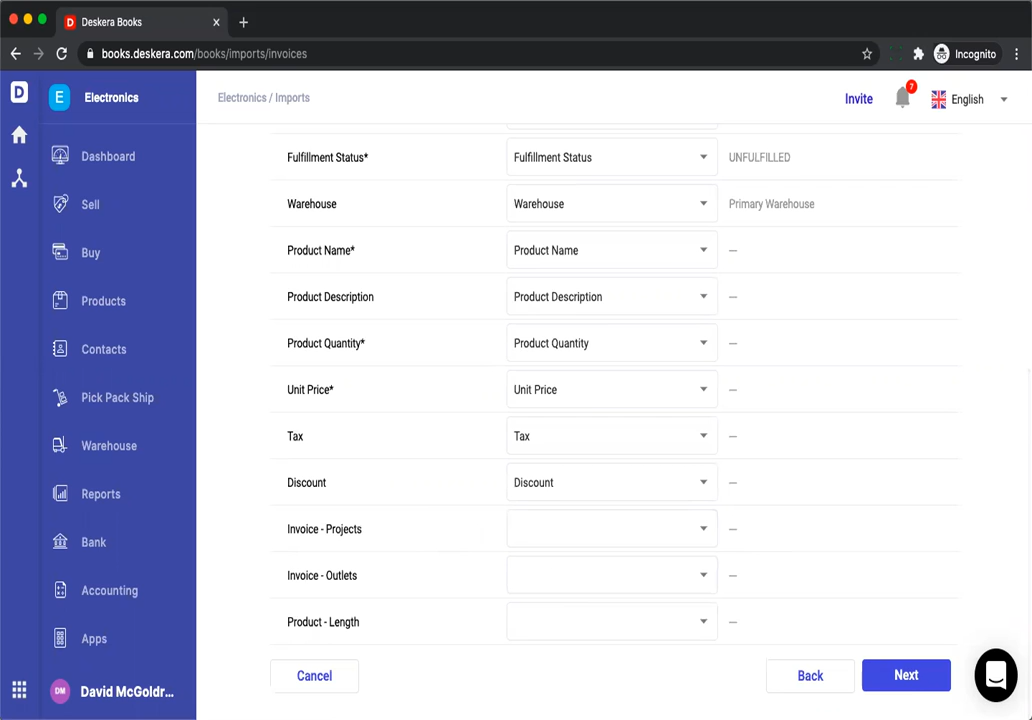 D Deskera Books
books.deskera.com/books/imports/invoices
Incognito
D
E Electronics
Electronics / Imports
Invite
7
English
Dashboard
Sell
Buy
Products
Contacts
Pick Pack Ship
Warehouse
Reports
Bank
Accounting
Apps
DM David McGoldr...
Fulfillment Status* Fulfillment Status UNFULFILLED
Warehouse Warehouse Primary Warehouse
Product Name* Product Name —
Product Description Product Description —
Product Quantity* Product Quantity —
Unit Price* Unit Price —
Tax Tax —
Discount Discount —
Invoice - Projects —
Invoice - Outlets —
Product - Length —
Cancel Back Next